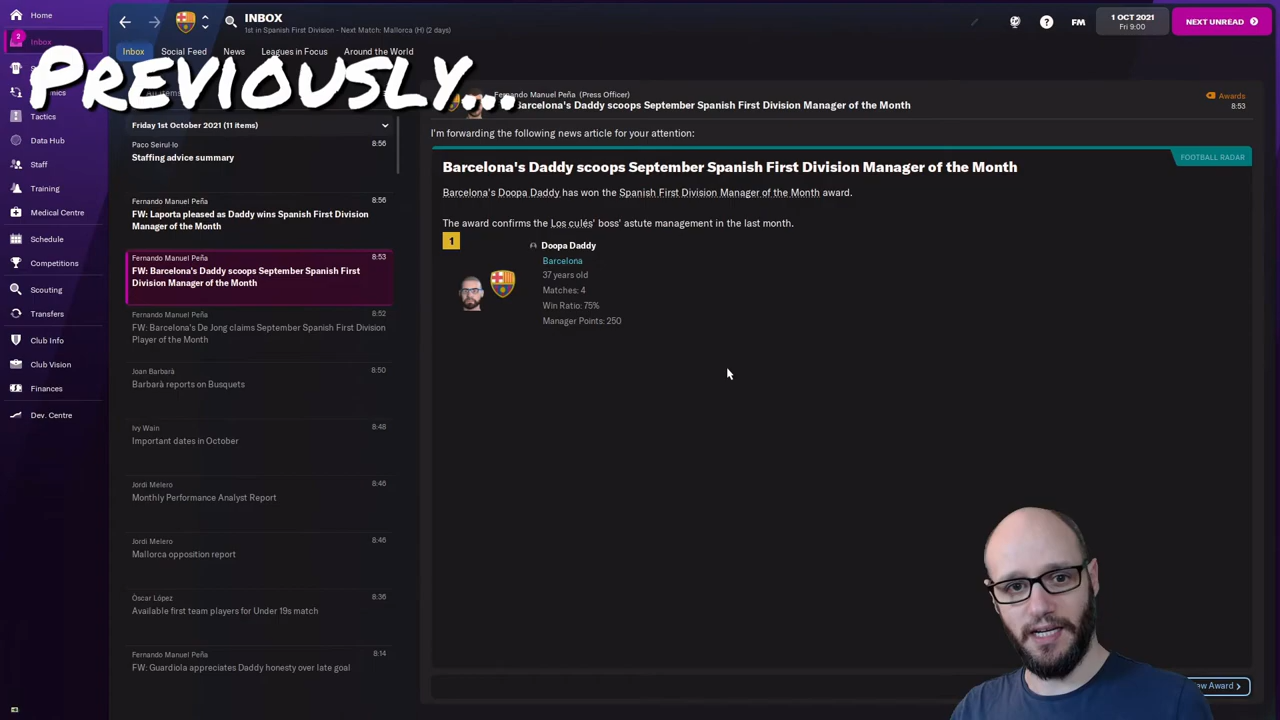 Home
INBOX
1st in Spanish First Division - Next Match: Mallorca (H) (2 days)
FM
1 OCT 2021
Fri 9:00
NEXT UNREAD
2
Inbox
Inbox
Social Feed
News
Leagues in Focus
Around the World
PREVIOUSLY...
Tactics
Data Hub
Staff
Training
Medical Centre
Schedule
Competitions
Scouting
Transfers
Club Info
Club Vision
Finances
Dev. Centre
Friday 1st October 2021 (11 items)
Paco Seirul·lo 8:56
Staffing advice summary
Fernando Manuel Peña 8:56
FW: Laporta pleased as Daddy wins Spanish First Division
Manager of the Month
Fernando Manuel Peña 8:53
FW: Barcelona's Daddy scoops September Spanish First
Division Manager of the Month
Fernando Manuel Peña 8:52
FW: Barcelona's De Jong claims September Spanish First Division
Player of the Month
Joan Barbarà 8:50
Barbarà reports on Busquets
Ivy Wain 8:48
Important dates in October
Jordi Melero 8:46
Monthly Performance Analyst Report
Jordi Melero 8:46
Mallorca opposition report
Òscar López 8:36
Available first team players for Under 19s match
Fernando Manuel Peña 8:14
FW: Guardiola appreciates Daddy honesty over late goal
Fernando Manuel Peña (Press Officer)
Barcelona's Daddy scoops September Spanish First Division Manager of the Month
Awards
8:53
I'm forwarding the following news article for your attention:
FOOTBALL RADAR
Barcelona's Daddy scoops September Spanish First Division Manager of the Month
Barcelona's Doopa Daddy has won the Spanish First Division Manager of the Month award.
The award confirms the Los culés' boss' astute management in the last month.
1
Doopa Daddy
Barcelona
37 years old
Matches: 4
Win Ratio: 75%
Manager Points: 250
Award